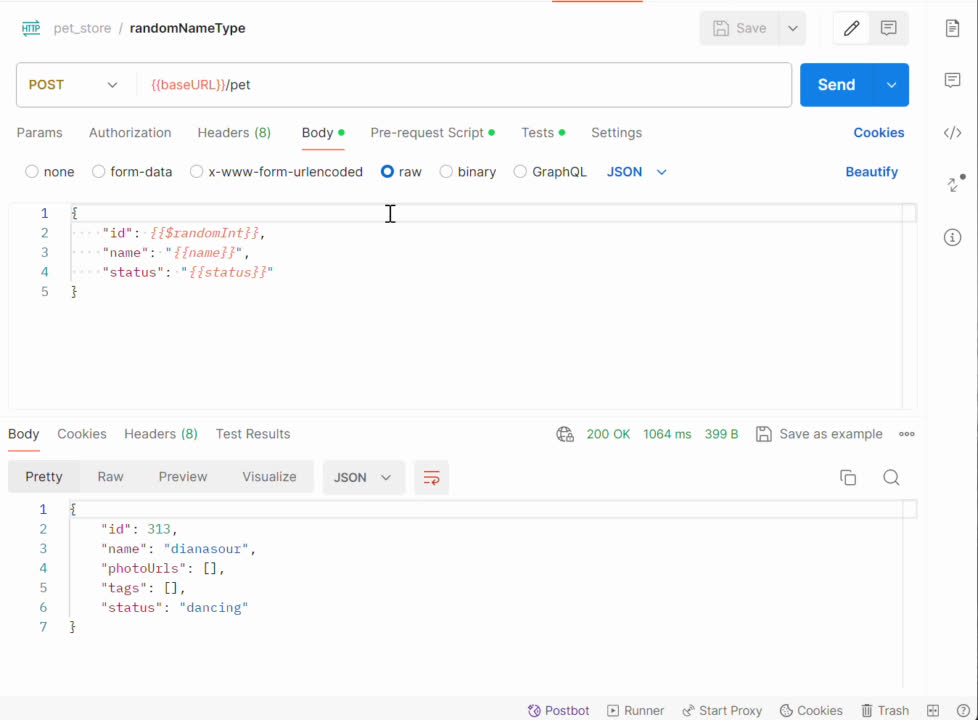 HTTP pet_store / randomNameType Save
POST {{baseURL}}/pet Send
Params Authorization Headers (8) Body Pre-request Script Tests Settings Cookies
none form-data x-www-form-urlencoded raw binary GraphQL JSON Beautify
1 {
2 ····"id":·{{$randomInt}},
3 ····"name":·"{{name}}",
4 ····"status":·"{{status}}"
5 }
Body Cookies Headers (8) Test Results 200 OK 1064 ms 399 B Save as example
Pretty Raw Preview Visualize JSON
1 {
2 "id": 313,
3 "name": "dianasour",
4 "photoUrls": [],
5 "tags": [],
6 "status": "dancing"
7 }
Postbot Runner Start Proxy Cookies Trash